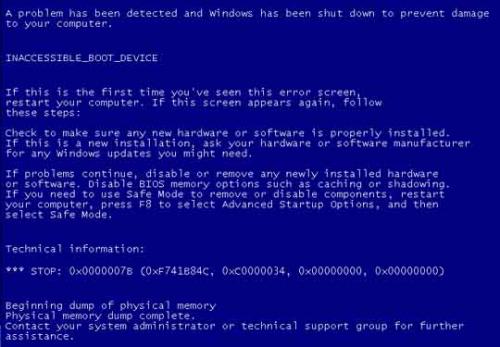 A problem has been detected and Windows has been shut down to prevent damage
to your computer.
INACCESSIBLE_BOOT_DEVICE
If this is the first time you've seen this error screen,
restart your computer. If this screen appears again, follow
these steps:
Check to make sure any new hardware or software is properly installed.
If this is a new installation, ask your hardware or software manufacturer
for any Windows updates you might need.
If problems continue, disable or remove any newly installed hardware
or software. Disable BIOS memory options such as caching or shadowing.
If you need to use Safe Mode to remove or disable components, restart
your computer, press F8 to select Advanced Startup Options, and then
select Safe Mode.
Technical information:
*** STOP: 0x0000007B (0xF741B84C, 0xC0000034, 0x00000000, 0x00000000)
Beginning dump of physical memory
Physical memory dump complete.
Contact your system administrator or technical support group for further
assistance.